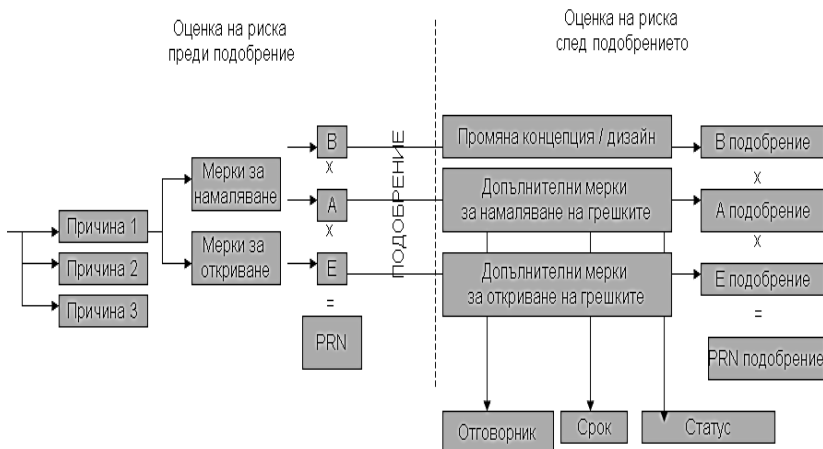 Оценка на риска
преди подобрение
Оценка на риска
след подобрението
Причина 1
Причина 2
Причина 3
Мерки за
намаляване
Мерки за
откриване
B
x
A
x
E
=
PRN
ПОДОБРЕНИЕ
Промяна концепция / дизайн
Допълнителни мерки
за намаляване на грешките
Допълнителни мерки
за откриване на грешките
В подобрение
x
А подобрение
x
Е подобрение
=
PRN подобрение
Отговорник
Срок
Статус